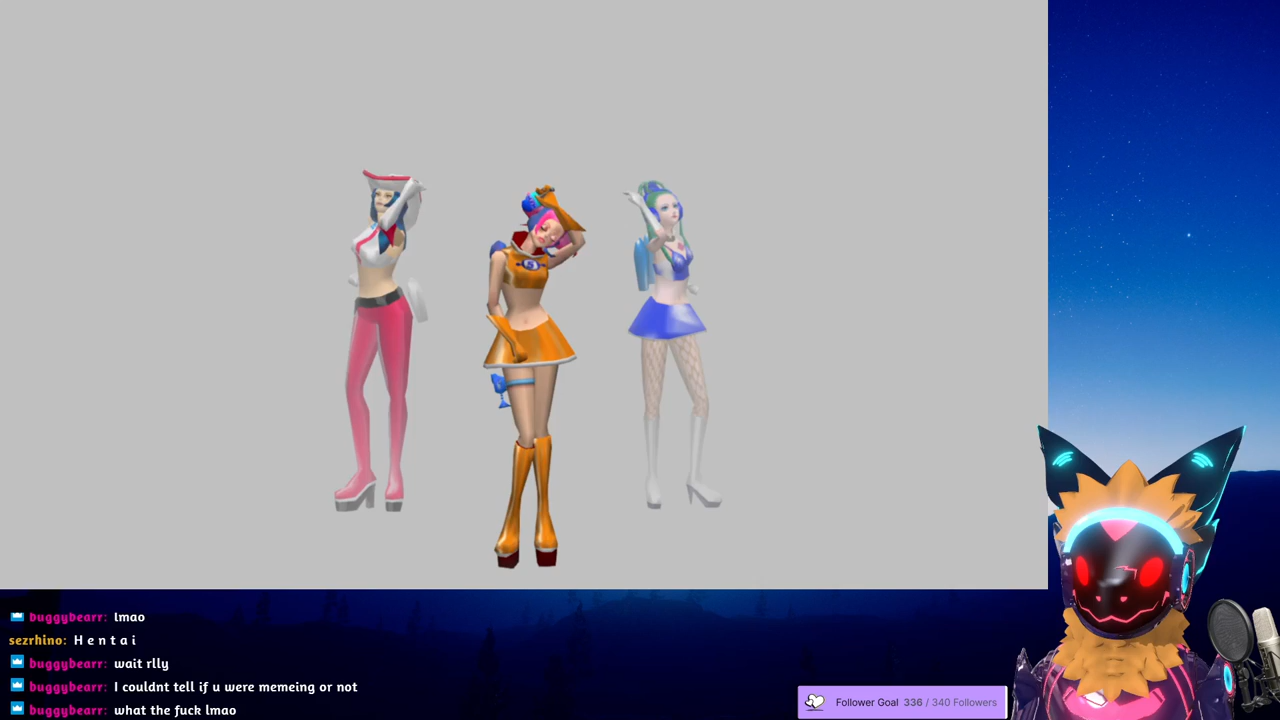 5
buggybearr: lmao
sezrhino: H e n t a i
buggybearr: wait rlly
buggybearr: I couldnt tell if u were memeing or not
buggybearr: what the fuck lmao
Follower Goal 336 / 340 Followers